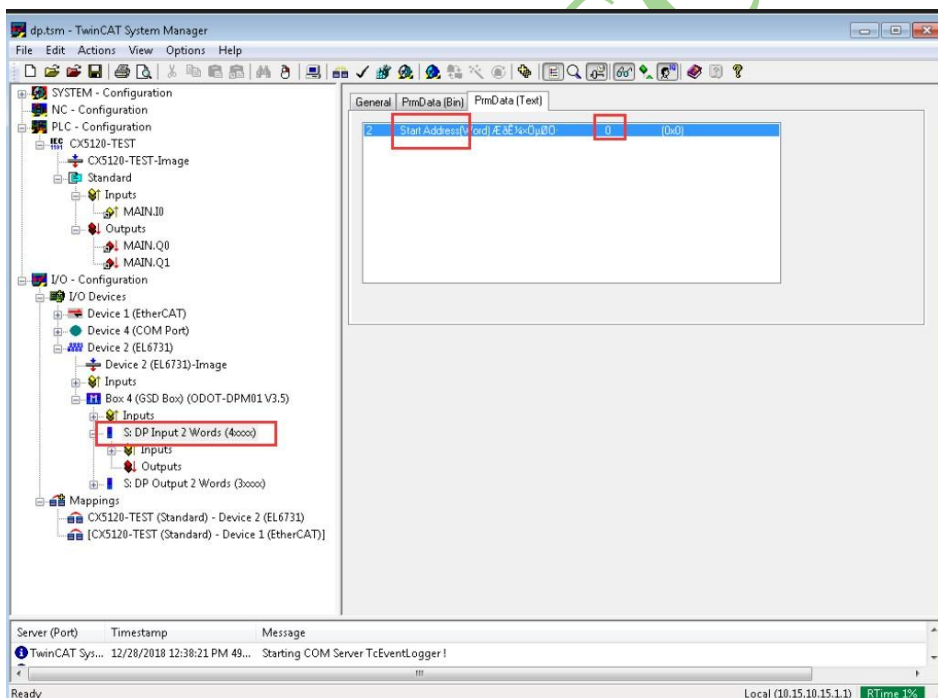 dp.tsm - TwinCAT System Manager
File Edit Actions View Options Help
SYSTEM - Configuration
NC - Configuration
PLC - Configuration
CX5120-TEST
CX5120-TEST-Image
Standard
Inputs
MAIN.I0
Outputs
MAIN.Q0
MAIN.Q1
I/O - Configuration
I/O Devices
Device 1 (EtherCAT)
Device 4 (COM Port)
Device 2 (EL6731)
Device 2 (EL6731)-Image
Inputs
Box 4 (GSD Box) (ODOT-DPM01 V3.5)
Inputs
S: DP Input 2 Words (4xxxx)
Inputs
Outputs
S: DP Output 2 Words (3xxxx)
Mappings
CX5120-TEST (Standard) - Device 2 (EL6731)
[CX5120-TEST (Standard) - Device 1 (EtherCAT)]
General PrmData (Bin) PrmData (Text)
2 Start Address(Word) 0 (0x0)
Server (Port) Timestamp Message
TwinCAT Sys... 12/28/2018 12:38:21 PM 49... Starting COM Server TcEventLogger !
Ready Local (10.15.10.15.1.1) RTime 1%